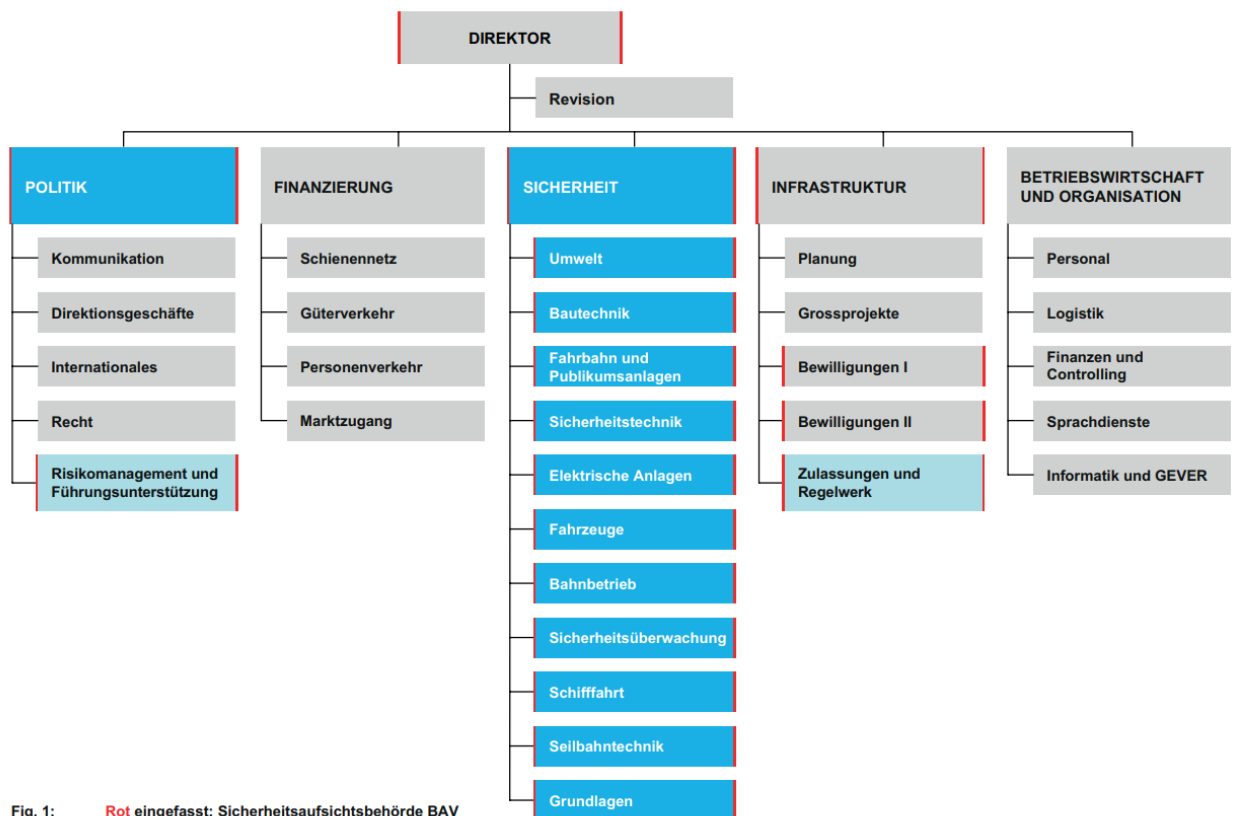 DIREKTOR
Revision
POLITIK
Kommunikation
Direktionsgeschäfte
Internationales
Recht
Risikomanagement und
Führungsunterstützung
FINANZIERUNG
Schienennetz
Güterverkehr
Personenverkehr
Marktzugang
SICHERHEIT
Umwelt
Bautechnik
Fahrbahn und
Publikumsanlagen
Sicherheitstechnik
Elektrische Anlagen
Fahrzeuge
Bahnbetrieb
Sicherheitsüberwachung
Schifffahrt
Seilbahntechnik
Grundlagen
INFRASTRUKTUR
Planung
Grossprojekte
Bewilligungen I
Bewilligungen II
Zulassungen und
Regelwerk
BETRIEBSWIRTSCHAFT
UND ORGANISATION
Personal
Logistik
Finanzen und
Controlling
Sprachdienste
Informatik und GEVER
Fig. 1: Rot eingefasst: Sicherheitsaufsichtsbehörde BAV